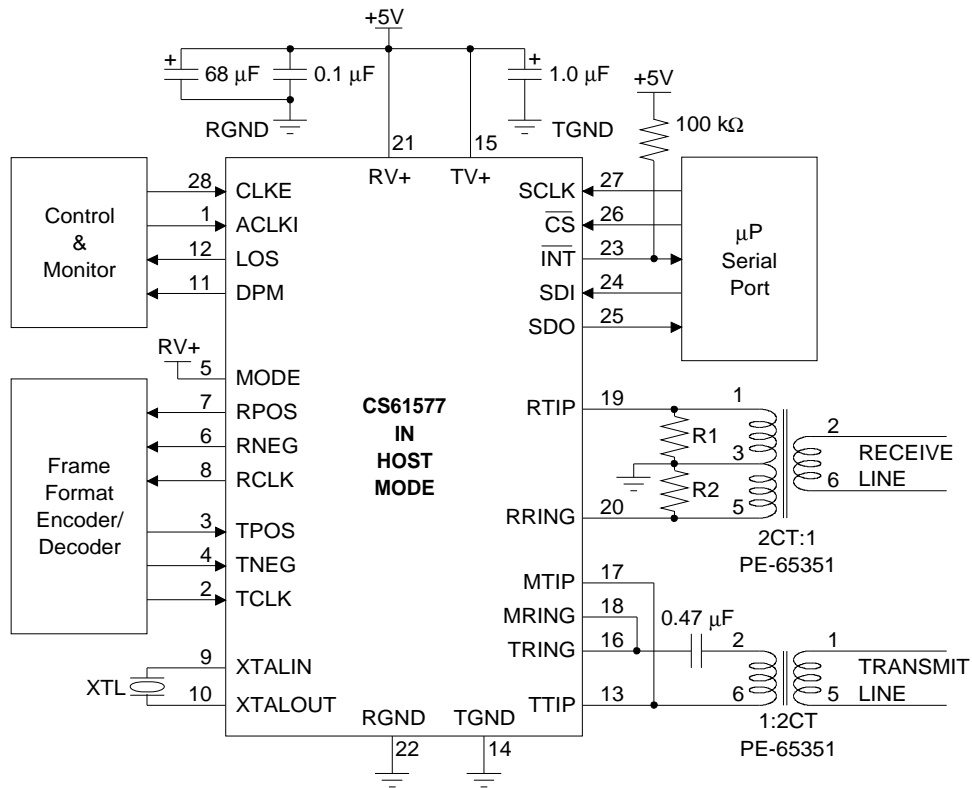 +5V
+
68 μF
0.1 μF
+
1.0 μF
+5V
RGND
TGND
100 kΩ
21
15
RV+
TV+
Control
&
Monitor
28
CLKE
1
ACLKI
12
LOS
11
DPM
RV+
5
MODE
Frame
Format
Encoder/
Decoder
7
RPOS
6
RNEG
8
RCLK
3
TPOS
4
TNEG
2
TCLK
9
XTALIN
XTL
10
XTALOUT
CS61577
IN
HOST
MODE
SCLK
27
CS
26
INT
23
SDI
24
SDO
25
μP
Serial
Port
RTIP
19
R1
R2
RRING
20
1
3
5
2
6
RECEIVE
LINE
2CT:1
PE-65351
MTIP
17
MRING
18
TRING
16
0.47 μF
TTIP
13
2
6
1
5
TRANSMIT
LINE
1:2CT
PE-65351
RGND
22
TGND
14